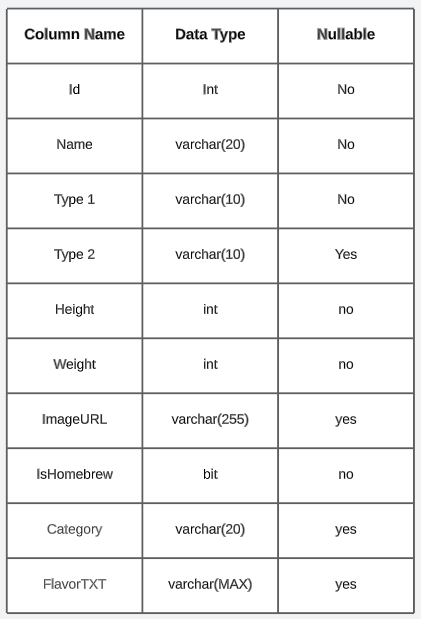 Column Name Data Type Nullable
Id Int No
Name varchar(20) No
Type 1 varchar(10) No
Type 2 varchar(10) Yes
Height int no
Weight int no
ImageURL varchar(255) yes
IsHomebrew bit no
Category varchar(20) yes
FlavorTXT varchar(MAX) yes